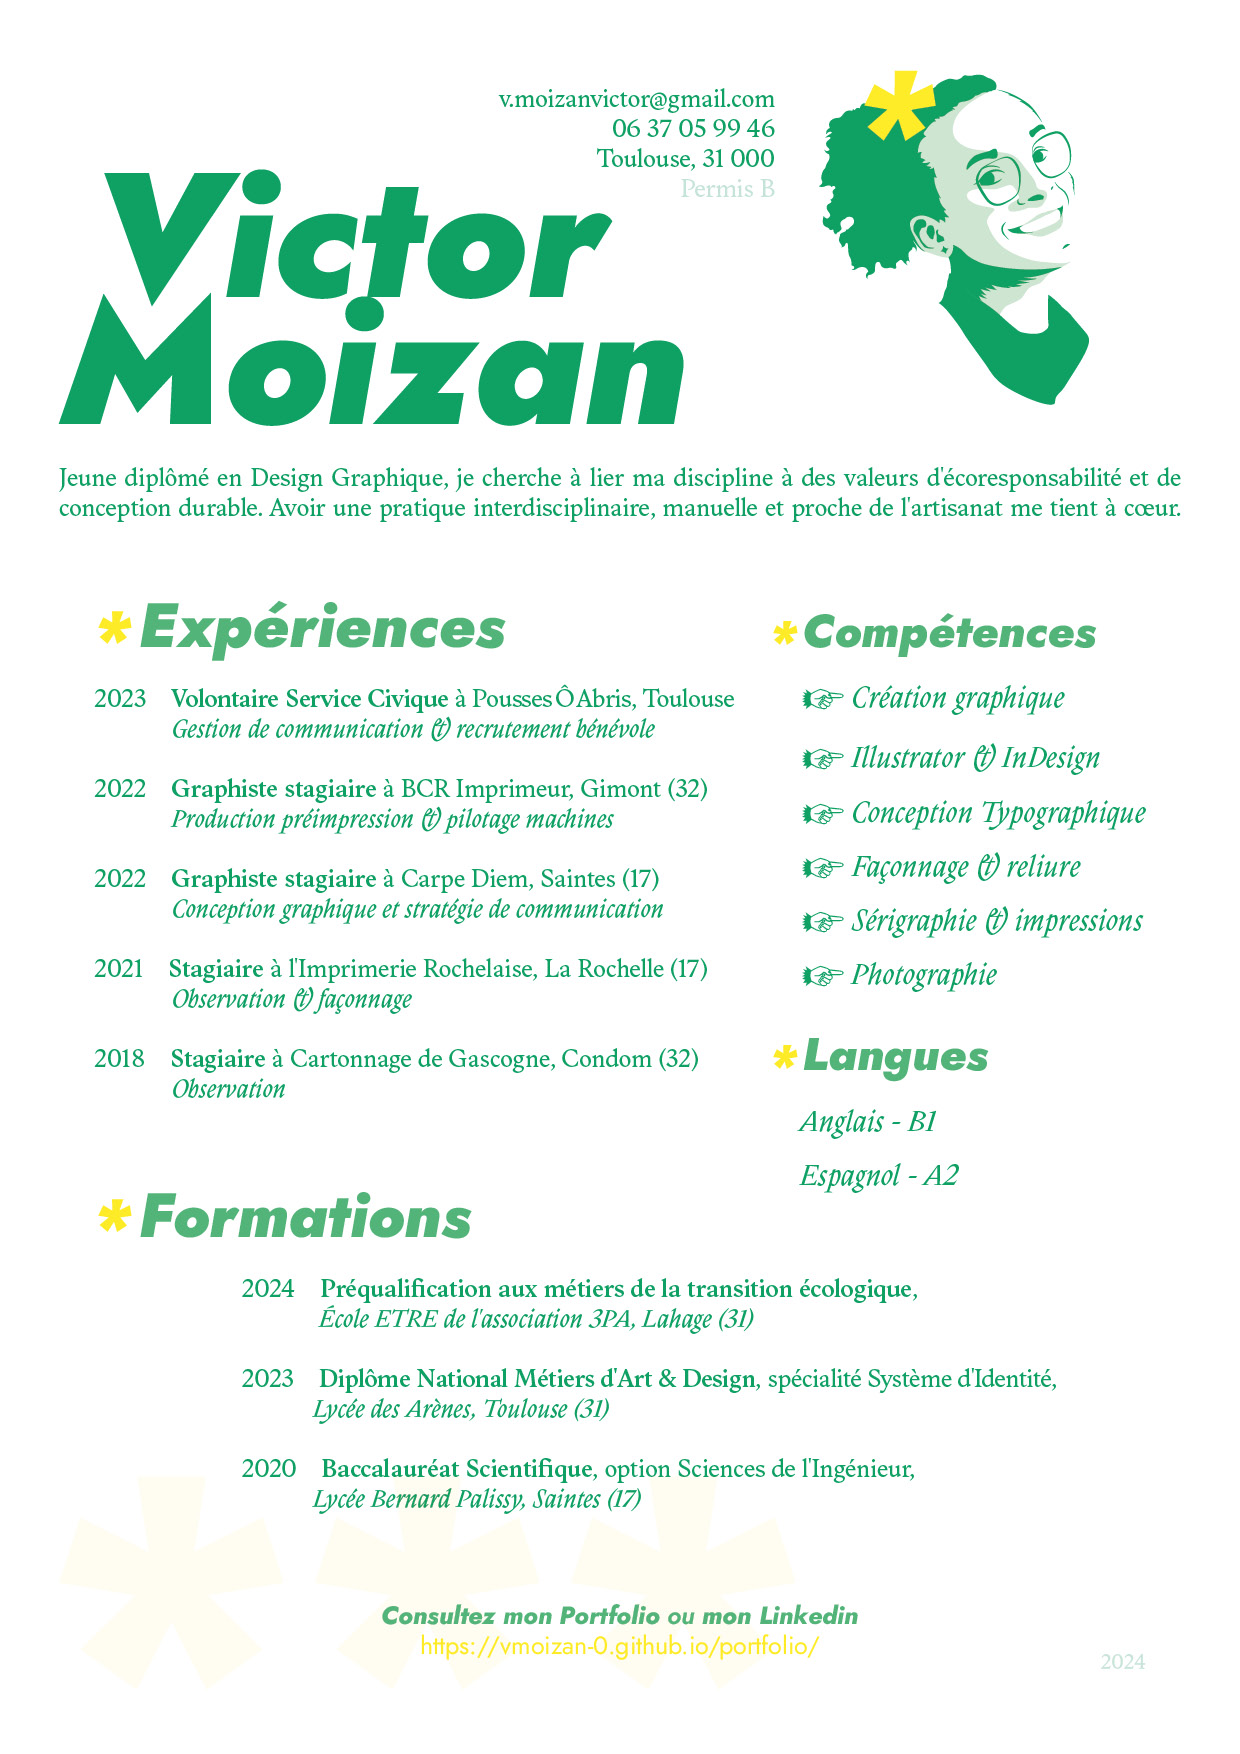 v.moizanvictor@gmail.com
06 37 05 99 46
Toulouse, 31 000
Permis B
Victor
Moizan
Jeune diplômé en Design Graphique, je cherche à lier ma discipline à des valeurs d'écoresponsabilité et de
conception durable. Avoir une pratique interdisciplinaire, manuelle et proche de l'artisanat me tient à cœur.
* Expériences
2023 Volontaire Service Civique à Pousses Ô Abris, Toulouse
Gestion de communication & recrutement bénévole
2022 Graphiste stagiaire à BCR Imprimeur, Gimont (32)
Production préimpression & pilotage machines
2022 Graphiste stagiaire à Carpe Diem, Saintes (17)
Conception graphique et stratégie de communication
2021 Stagiaire à l'Imprimerie Rochelaise, La Rochelle (17)
Observation & façonnage
2018 Stagiaire à Cartonnage de Gascogne, Condom (32)
Observation
* Compétences
☞ Création graphique
☞ Illustrator & InDesign
☞ Conception Typographique
☞ Façonnage & reliure
☞ Sérigraphie & impressions
☞ Photographie
* Langues
Anglais - B1
Espagnol - A2
* Formations
2024 Préqualification aux métiers de la transition écologique,
École ETRE de l'association 3PA, Lahage (31)
2023 Diplôme National Métiers d'Art & Design, spécialité Système d'Identité,
Lycée des Arènes, Toulouse (31)
2020 Baccalauréat Scientifique, option Sciences de l'Ingénieur,
Lycée Bernard Palissy, Saintes (17)
Consultez mon Portfolio ou mon Linkedin
https://vmoizan-0.github.io/portfolio/
2024